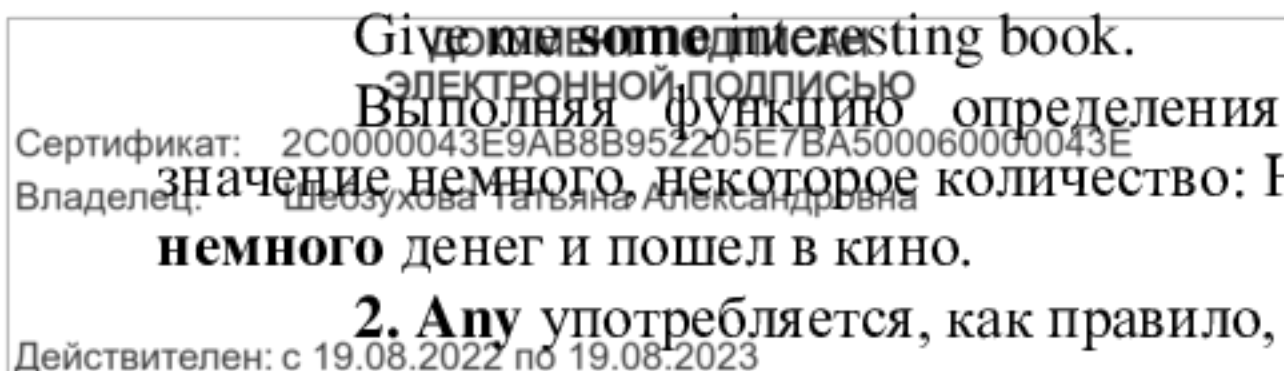 Give me some interesting book.
ДОКУМЕНТ ПОДПИСАН
ЭЛЕКТРОННОЙ ПОДПИСЬЮ
Выполняя функцию определения
Сертификат: 2C0000043E9AB8B952205E7BA500060000043E
значение немного, некоторое количество:
Владелец: Шебзухова Татьяна Александровна
немного денег и пошел в кино.
2. Any употребляется, как правило,
Действителен: с 19.08.2022 по 19.08.2023